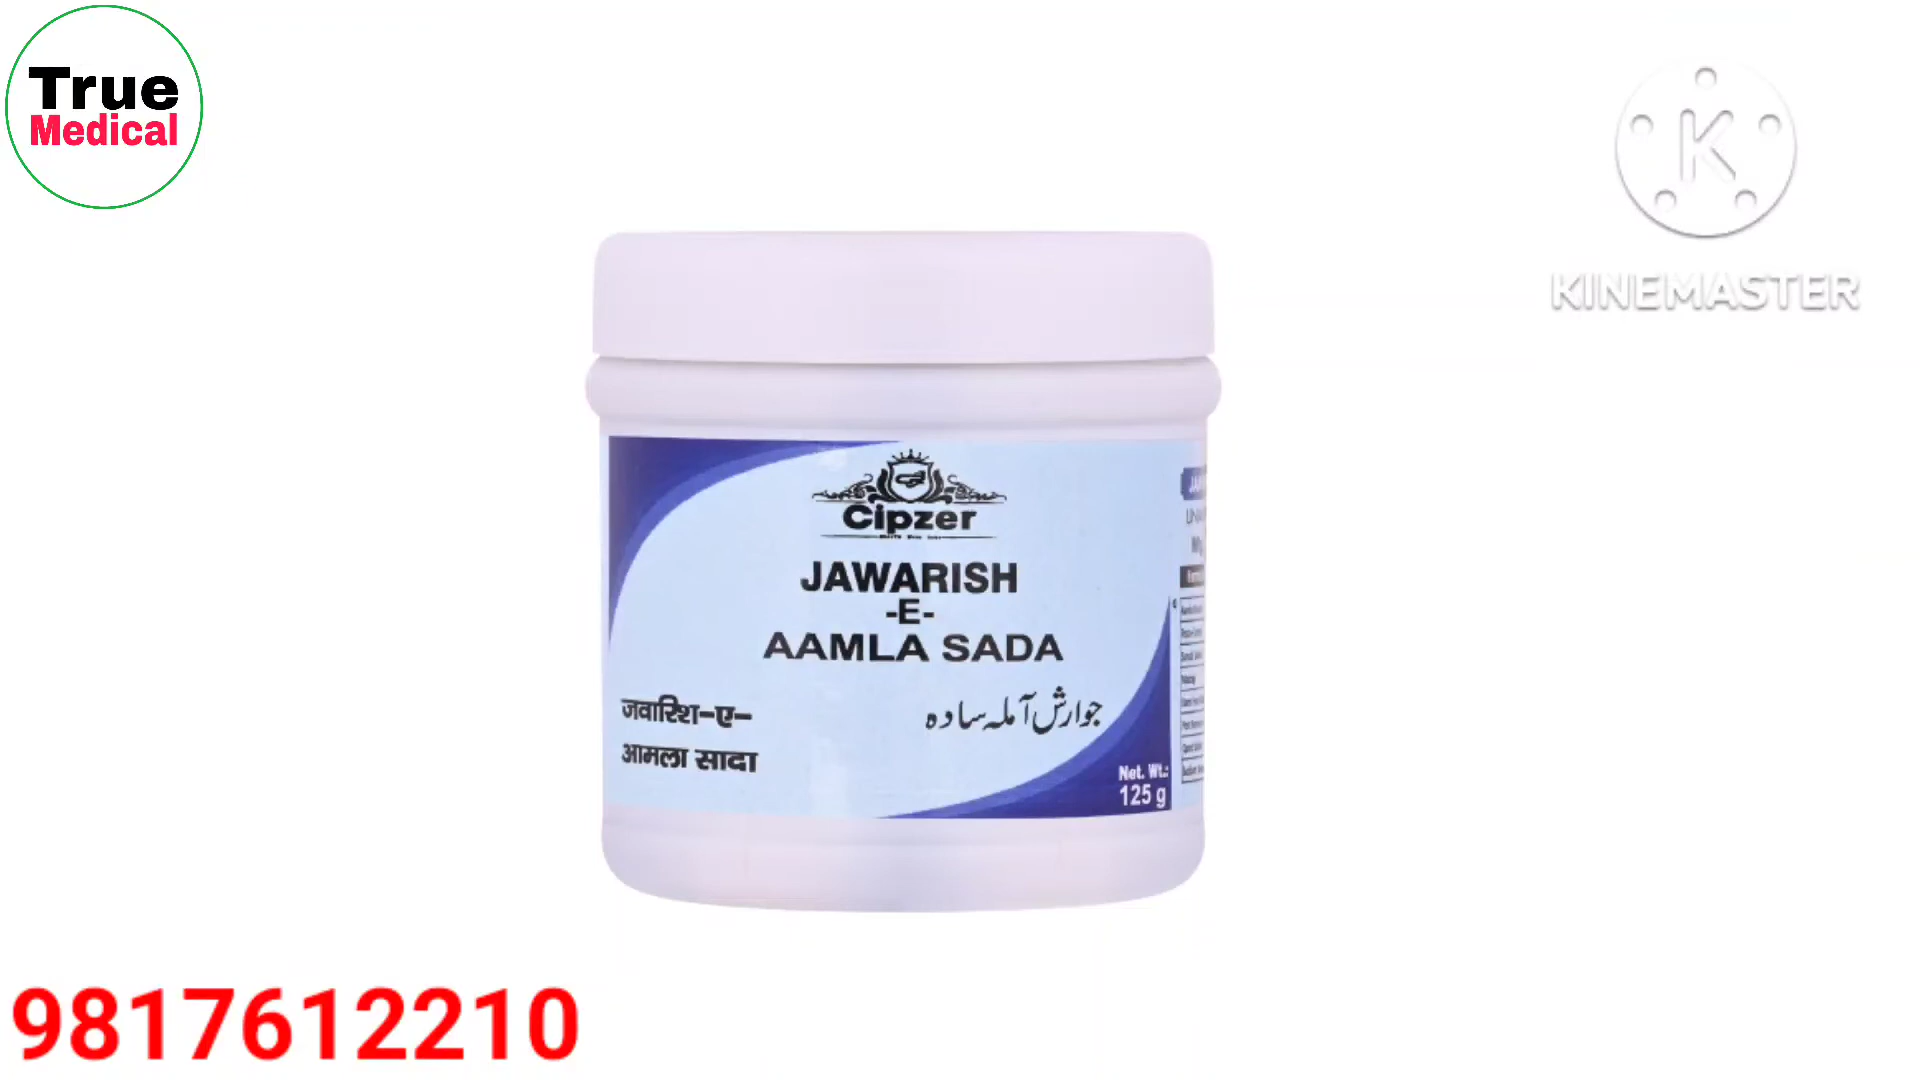 True
Medical
KINEMASTER
Cipzer
JAWARISH
-E-
AAMLA SADA
जवारिश-ए-
आमला सादा
جوارش آملہ سادہ
Net. Wt.:
125 g
9817612210